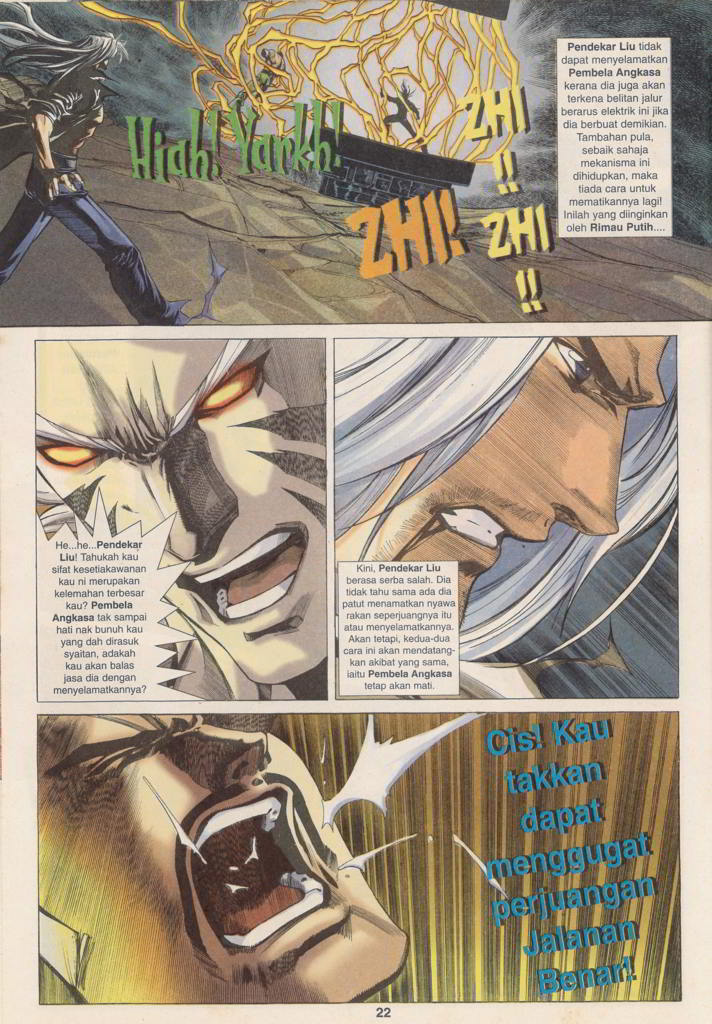 Hiah! Yarkh!
ZHI!!
ZHI
!!
ZHI
!!
Pendekar Liu tidak
dapat menyelamatkan
Pembela Angkasa
kerana dia juga akan
terkena belitan jalur
berarus elektrik ini jika
dia berbuat demikian.
Tambahan pula,
sebaik sahaja
mekanisma ini
dihidupkan, maka
tiada cara untuk
mematikannya lagi!
Inilah yang diinginkan
oleh Rimau Putih....
He...he...Pendekar
Liu! Tahukah kau
sifat kesetiakawanan
kau ni merupakan
kelemahan terbesar
kau? Pembela
Angkasa tak sampai
hati nak bunuh kau
yang dah dirasuk
syaitan, adakah
kau akan balas
jasa dia dengan
menyelamatkannya?
Kini, Pendekar Liu
berasa serba salah. Dia
tidak tahu sama ada dia
patut menamatkan nyawa
rakan seperjuangnya itu
atau menyelamatkannya.
Akan tetapi, kedua-dua
cara ini akan mendatang-
kan akibat yang sama,
iaitu Pembela Angkasa
tetap akan mati.
Cis! Kau
takkan
dapat
menggugat
perjuangan
Jalanan
Benar!
22